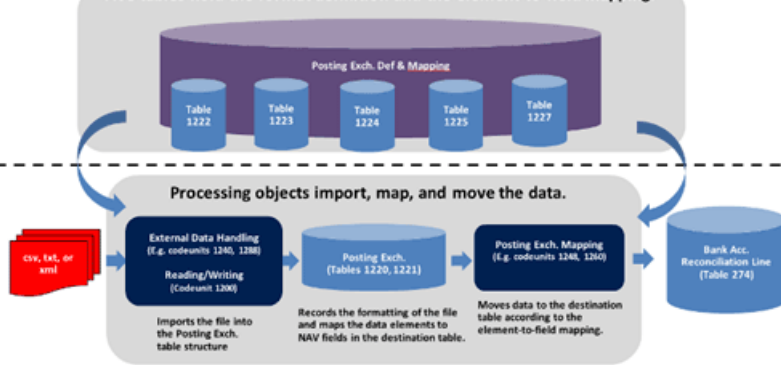 Posting Exch. Def & Mapping
Table
1222
Table
1223
Table
1224
Table
1225
Table
1227
Processing objects import, map, and move the data.
csv, txt, or
xml
External Data Handling
(E.g. codeunits 1240, 1288)
Reading/Writing
(Codeunit 1200)
Posting Exch.
(Tables 1220, 1221)
Posting Exch. Mapping
(E.g. codeunits 1248, 1260)
Bank Acc.
Reconciliation Line
(Table 274)
Imports the file into
the Posting Exch.
table structure
Records the formatting of the file
and maps the data elements to
NAV fields in the destination table.
Moves data to the destination
table according to the
element-to-field mapping.